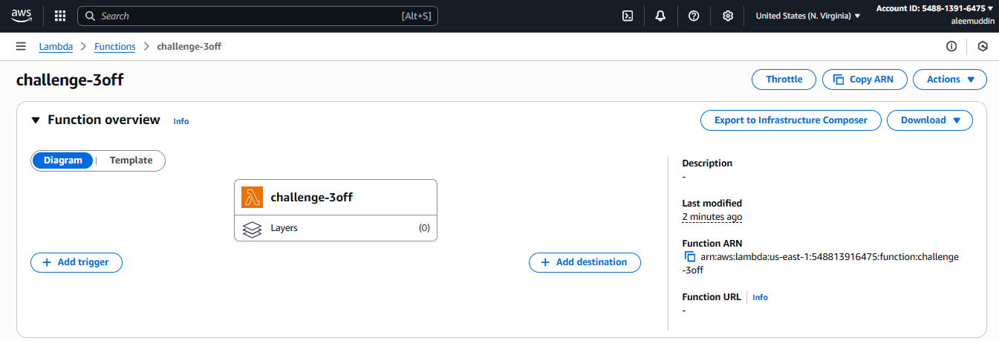 aws
Search [Alt+S]
United States (N. Virginia)
Account ID: 5488-1391-6475
aleemuddin
Lambda > Functions > challenge-3off
challenge-3off
Throttle
Copy ARN
Actions
Function overview Info
Export to Infrastructure Composer
Download
Diagram | Template
challenge-3off
Layers (0)
+ Add trigger
+ Add destination
Description
-
Last modified
2 minutes ago
Function ARN
arn:aws:lambda:us-east-1:548813916475:function:challenge
-3off
Function URL Info
-